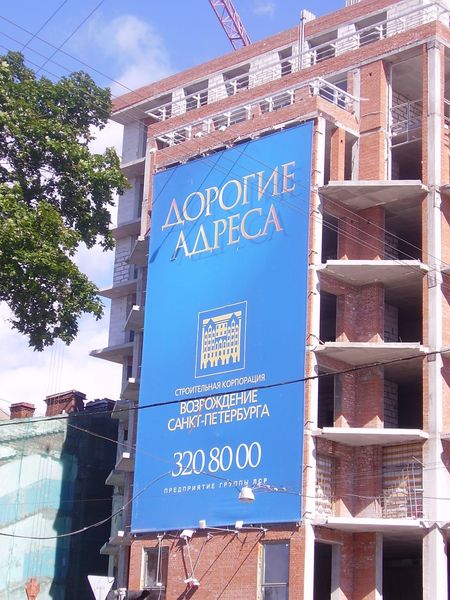 ДОРОГИЕ
АДРЕСА
СТРОИТЕЛЬНАЯ КОРПОРАЦИЯ
ВОЗРОЖДЕНИЕ
САНКТ-ПЕТЕРБУРГА
320 80 00
ПРЕДПРИЯТИЕ ГРУППЫ ЛСР